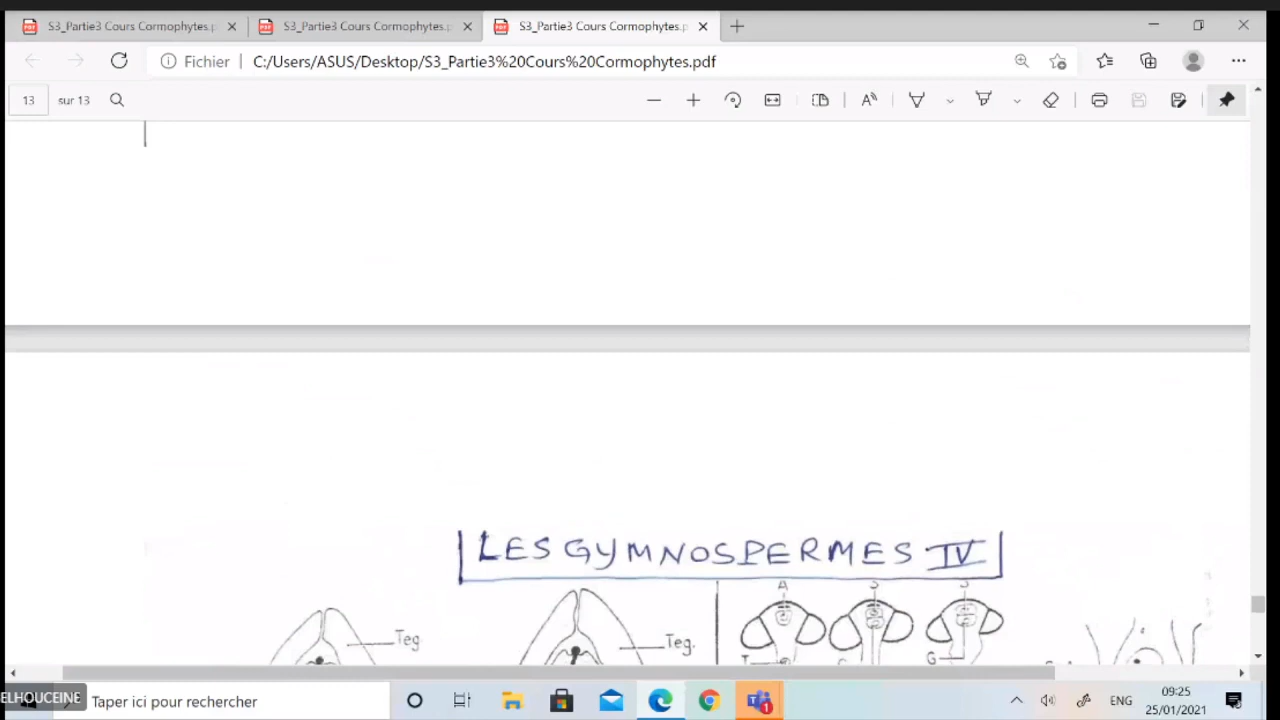 S3_Partie3 Cours Cormophytes.p
S3_Partie3 Cours Cormophytes.p
S3_Partie3 Cours Cormophytes.p
Fichier
C:/Users/ASUS/Desktop/S3_Partie3%20Cours%20Cormophytes.pdf
13 sur 13
LES GYMNOSPERMES IV
A
Teg
Teg.
G
ELHOUCEINE
Taper ici pour rechercher
ENG
09:25
25/01/2021
1